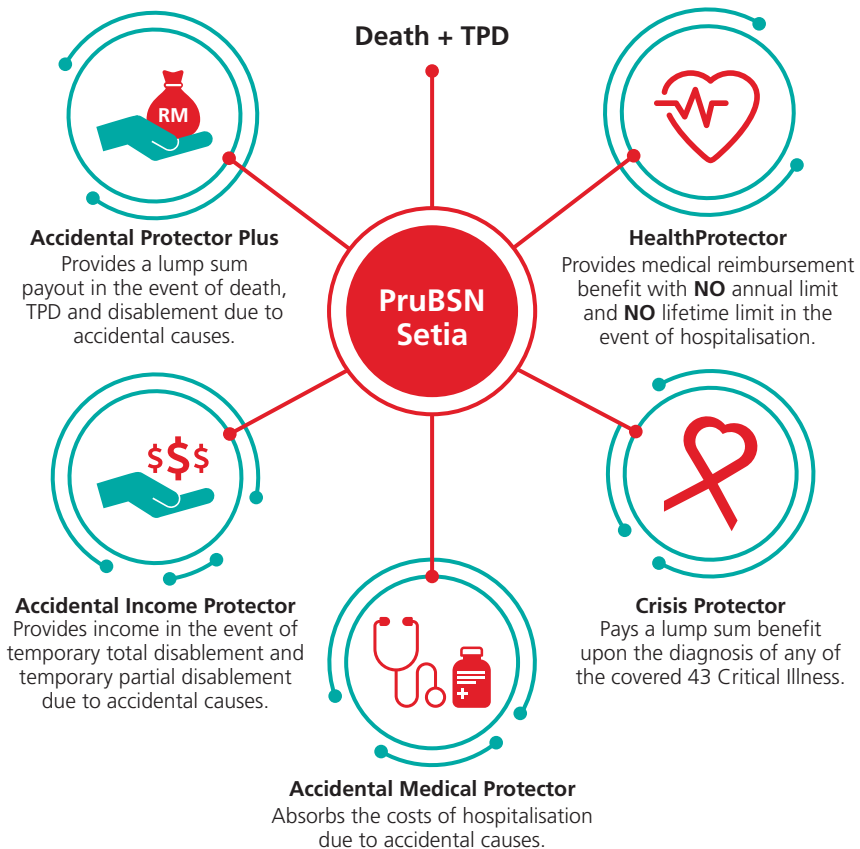 Death + TPD
RM
Accidental Protector Plus
Provides a lump sum
payout in the event of death,
TPD and disablement due to
accidental causes.
HealthProtector
Provides medical reimbursement
benefit with NO annual limit
and NO lifetime limit in the
event of hospitalisation.
PruBSN
Setia
$$$
Accidental Income Protector
Provides income in the event of
temporary total disablement and
temporary partial disablement
due to accidental causes.
Crisis Protector
Pays a lump sum benefit
upon the diagnosis of any of
the covered 43 Critical Illness.
Accidental Medical Protector
Absorbs the costs of hospitalisation
due to accidental causes.